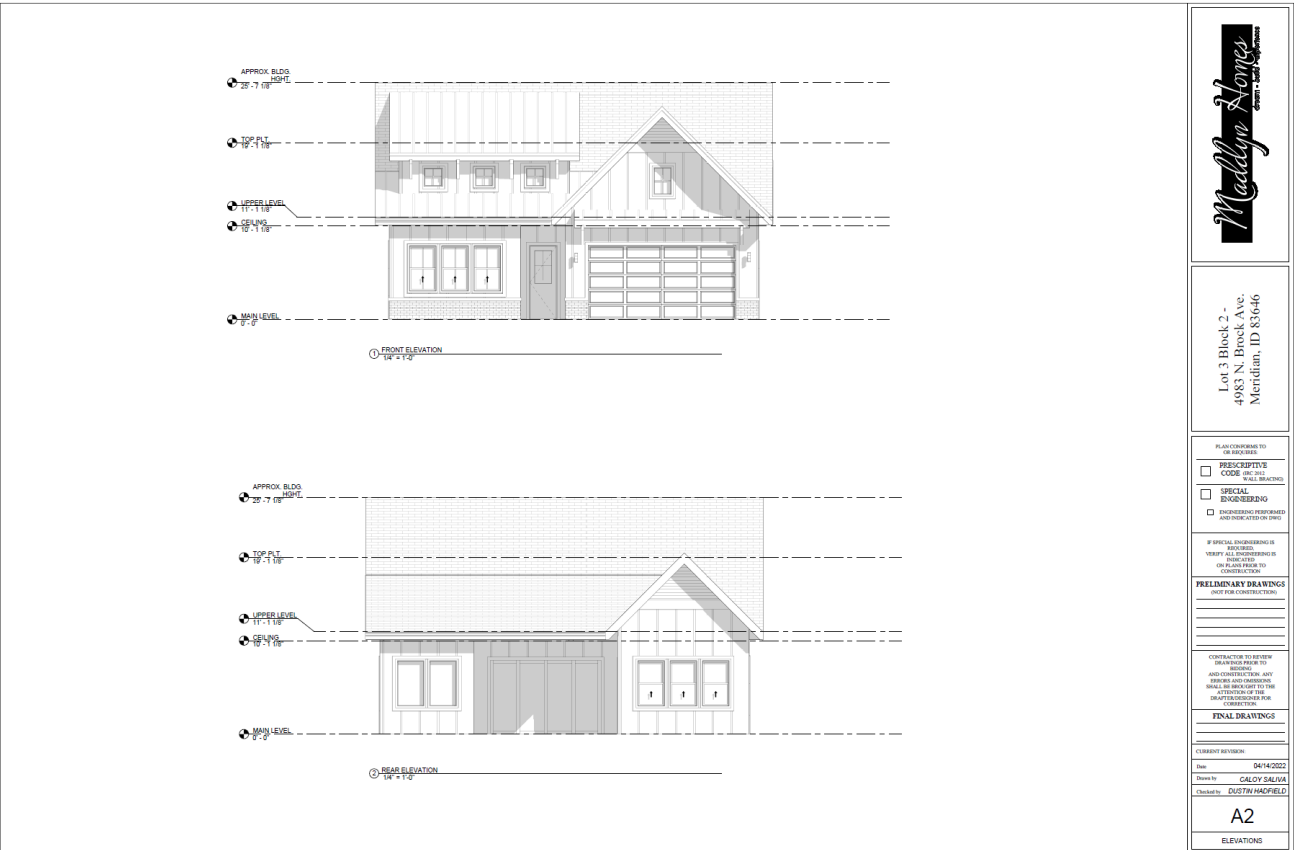 APPROX. BLDG.
HGHT.
25' - 7 1/8"
TOP PLT.
19' - 1 1/8"
UPPER LEVEL
11' - 1 1/8"
CEILING
10' - 1 1/8"
MAIN LEVEL
0' - 0"
1 FRONT ELEVATION
1/4" = 1'-0"
APPROX. BLDG.
HGHT.
25' - 7 1/8"
TOP PLT.
19' - 1 1/8"
UPPER LEVEL
11' - 1 1/8"
CEILING
10' - 1 1/8"
MAIN LEVEL
0' - 0"
2 REAR ELEVATION
1/4" = 1'-0"
Maddlyn Homes
Lot 3 Block 2 -
4983 N. Brock Ave.
Meridian, ID 83646
PLAN CONFORMS TO
OR REQUIRES:
PRESCRIPTIVE
CODE (IRC 2012
WALL BRACING)
SPECIAL
ENGINEERING
ENGINEERING PERFORMED
AND INDICATED ON DWG
IF SPECIAL ENGINEERING IS
REQUIRED,
VERIFY ALL ENGINEERING IS
INDICATED
ON PLANS PRIOR TO
CONSTRUCTION
PRELIMINARY DRAWINGS
(NOT FOR CONSTRUCTION)
CONTRACTOR TO REVIEW
DRAWINGS PRIOR TO
BIDDING
AND CONSTRUCTION. ANY
ERRORS AND OMISSIONS
SHALL BE BROUGHT TO THE
ATTENTION OF THE
DRAFTER/DESIGNER FOR
CORRECTION.
FINAL DRAWINGS
CURRENT REVISION:
Date 04/14/2022
Drawn by CALOY SALIVA
Checked by DUSTIN HADFIELD
A2
ELEVATIONS